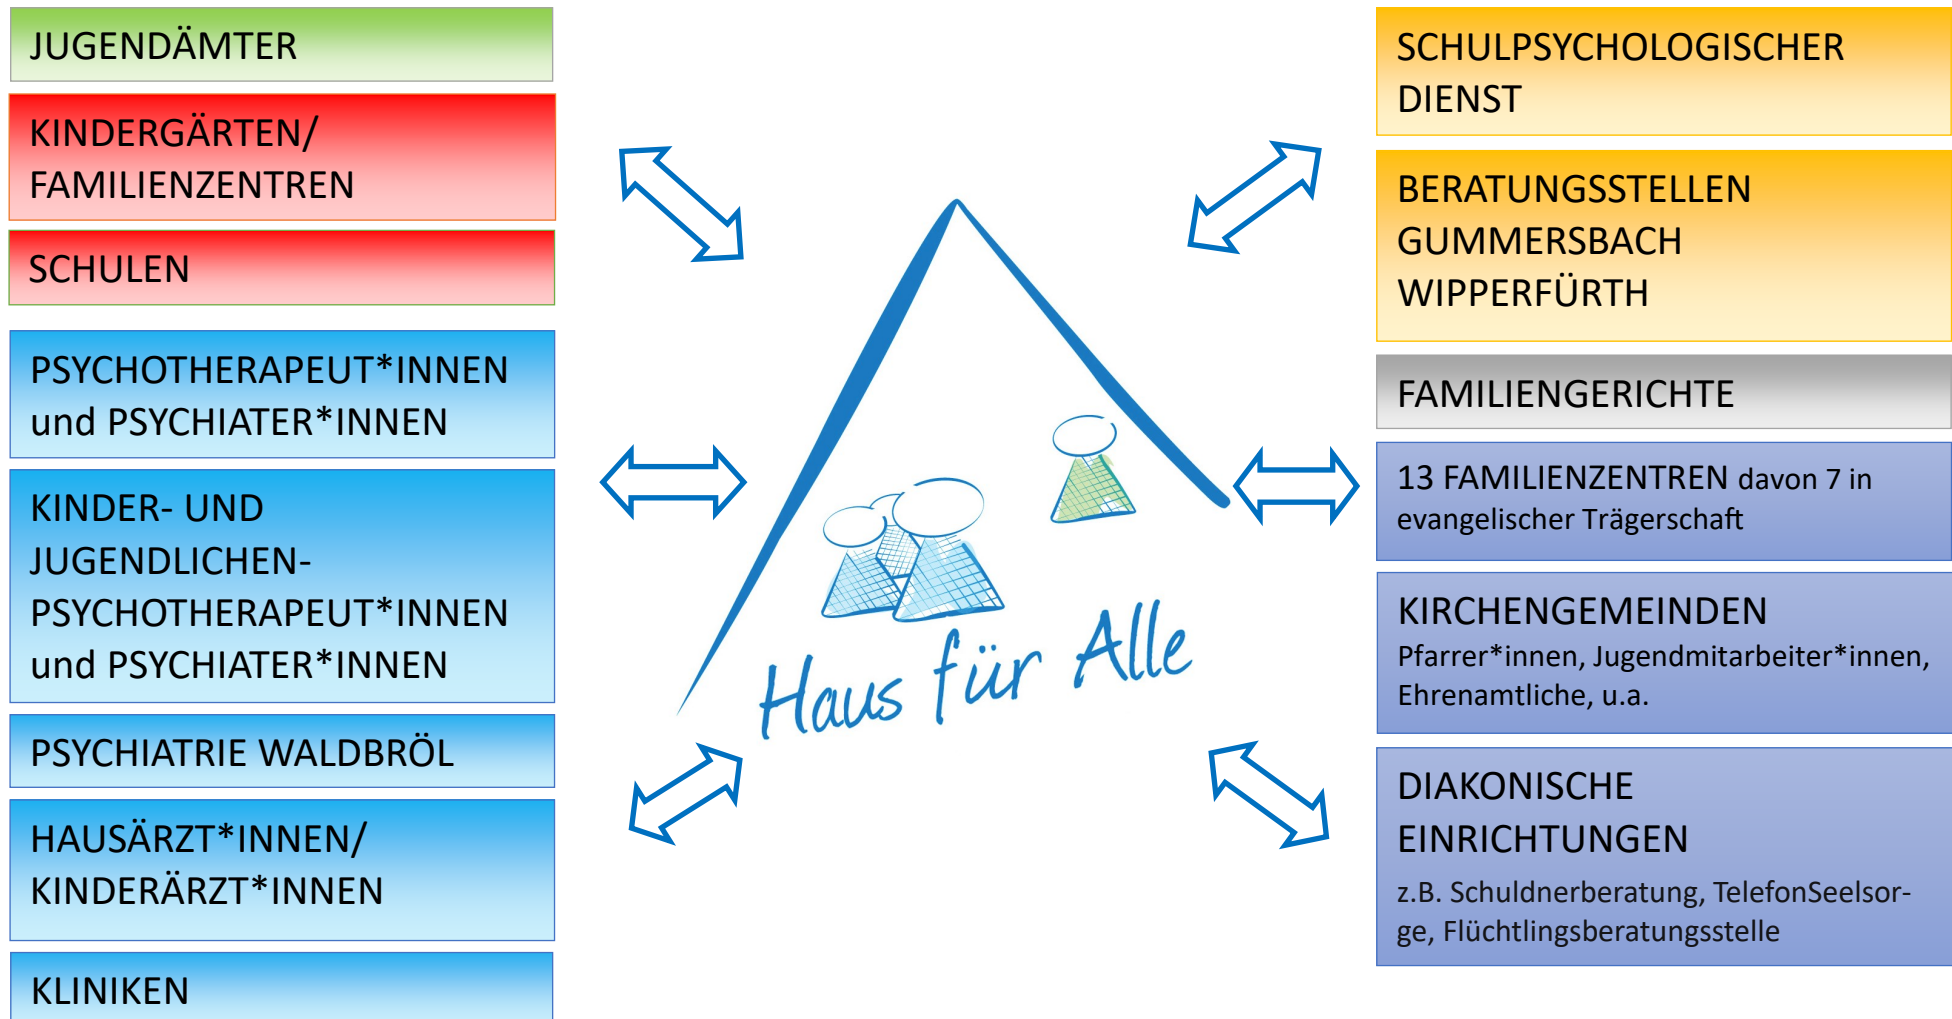 JUGENDÄMTER
KINDERGÄRTEN/
FAMILIENZENTREN
SCHULEN
PSYCHOTHERAPEUT*INNEN
und PSYCHIATER*INNEN
KINDER- UND
JUGENDLICHEN-
PSYCHOTHERAPEUT*INNEN
und PSYCHIATER*INNEN
PSYCHIATRIE WALDBRÖL
HAUSÄRZT*INNEN/
KINDERÄRZT*INNEN
KLINIKEN
Haus für Alle
SCHULPSYCHOLOGISCHER
DIENST
BERATUNGSSTELLEN
GUMMERSBACH
WIPPERFÜRTH
FAMILIENGERICHTE
13 FAMILIENZENTREN davon 7 in
evangelischer Trägerschaft
KIRCHENGEMEINDEN
Pfarrer*innen, Jugendmitarbeiter*innen,
Ehrenamtliche, u.a.
DIAKONISCHE
EINRICHTUNGEN
z.B. Schuldnerberatung, TelefonSeelsor-
ge, Flüchtlingsberatungsstelle